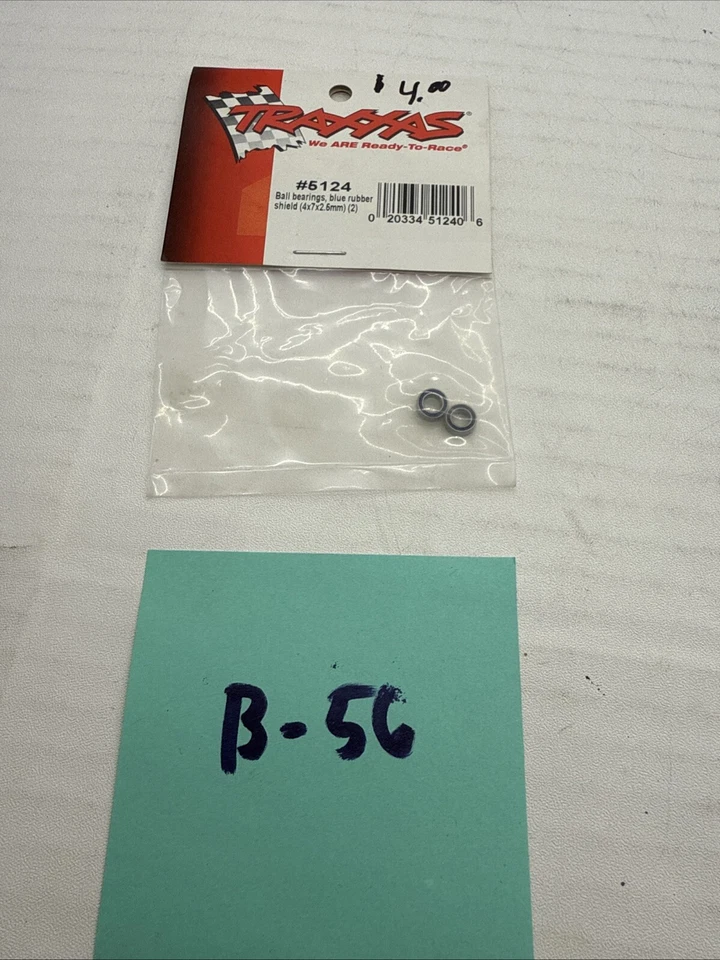 $ 4.00
TRAXXAS®
We ARE Ready-To-Race®
#5124
Ball bearings, blue rubber
shield (4x7x2.5mm) (2)
0 20334 51240 6
B-56